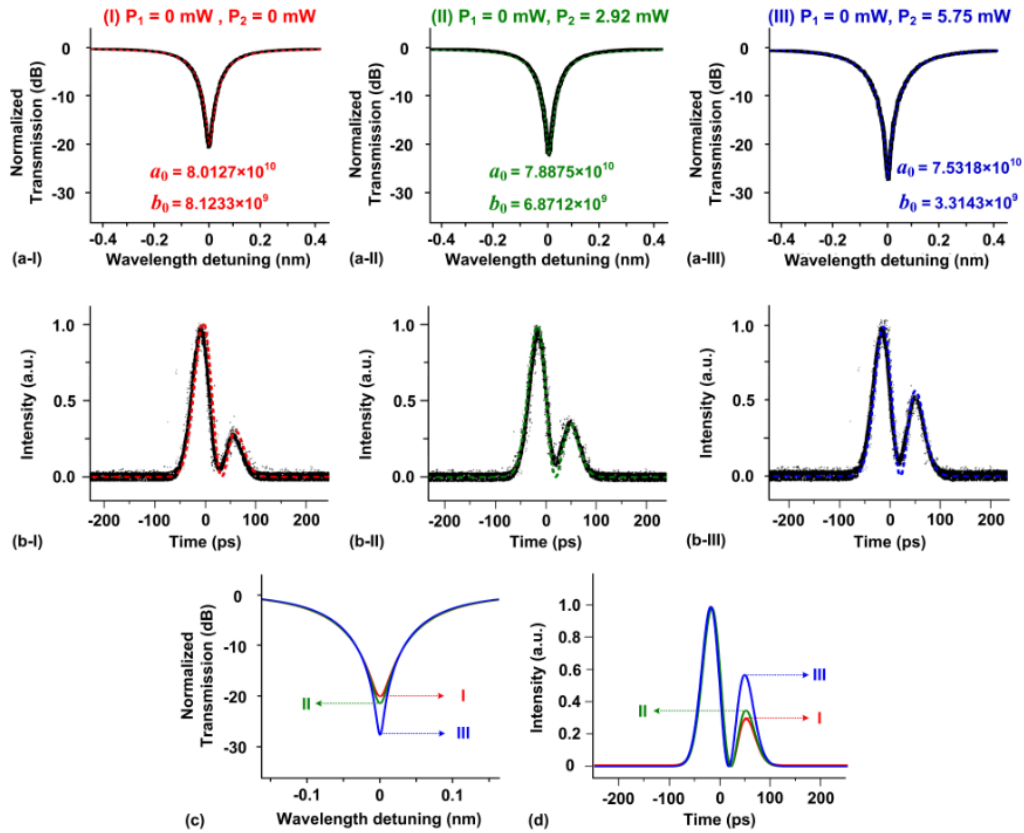 (I) P₁ = 0 mW , P₂ = 0 mW
(II) P₁ = 0 mW, P₂ = 2.92 mW
(III) P₁ = 0 mW, P₂ = 5.75 mW
Normalized
Transmission (dB)
0
-10
-20
-30
a₀ = 8.0127×10¹⁰
b₀ = 8.1233×10⁹
-0.4 -0.2 0 0.2 0.4
(a-I)
Wavelength detuning (nm)
Normalized
Transmission (dB)
0
-10
-20
-30
a₀ = 7.8875×10¹⁰
b₀ = 6.8712×10⁹
-0.4 -0.2 0 0.2 0.4
(a-II)
Wavelength detuning (nm)
Normalized
Transmission (dB)
0
-10
-20
-30
a₀ = 7.5318×10¹⁰
b₀ = 3.3143×10⁹
-0.4 -0.2 0 0.2 0.4
(a-III)
Wavelength detuning (nm)
Intensity (a.u.)
1.0
0.5
0.0
-200 -100 0 100 200
(b-I)
Time (ps)
Intensity (a.u.)
1.0
0.5
0.0
-200 -100 0 100 200
(b-II)
Time (ps)
Intensity (a.u.)
1.0
0.5
0.0
-200 -100 0 100 200
(b-III)
Time (ps)
Normalized
Transmission (dB)
0
-10
-20
-30
I
II
III
-0.1 0 0.1
(c)
Wavelength detuning (nm)
Intensity (a.u.)
1.0
0.8
0.6
0.4
0.2
0
III
II
I
-200 -100 0 100 200
(d)
Time (ps)